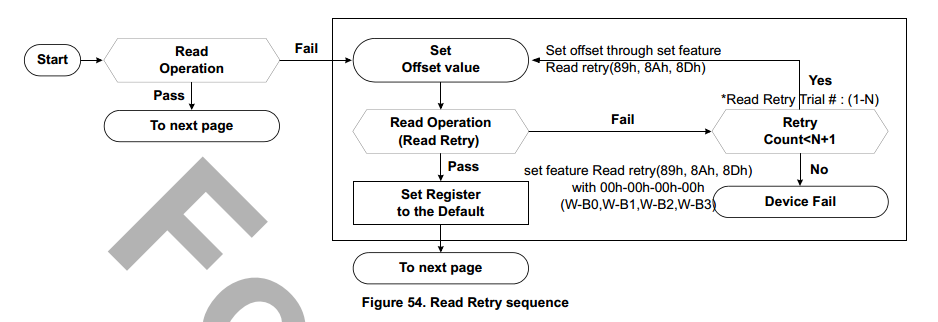 Start
Read
Operation
Fail
Pass
To next page
Set
Offset value
Set offset through set feature
Read retry(89h, 8Ah, 8Dh)
Yes
*Read Retry Trial # : (1-N)
Read Operation
(Read Retry)
Fail
Retry
Count<N+1
Pass
No
set feature Read retry(89h, 8Ah, 8Dh)
with 00h-00h-00h-00h
(W-B0,W-B1,W-B2,W-B3)
Set Register
to the Default
Device Fail
To next page
Figure 54. Read Retry sequence